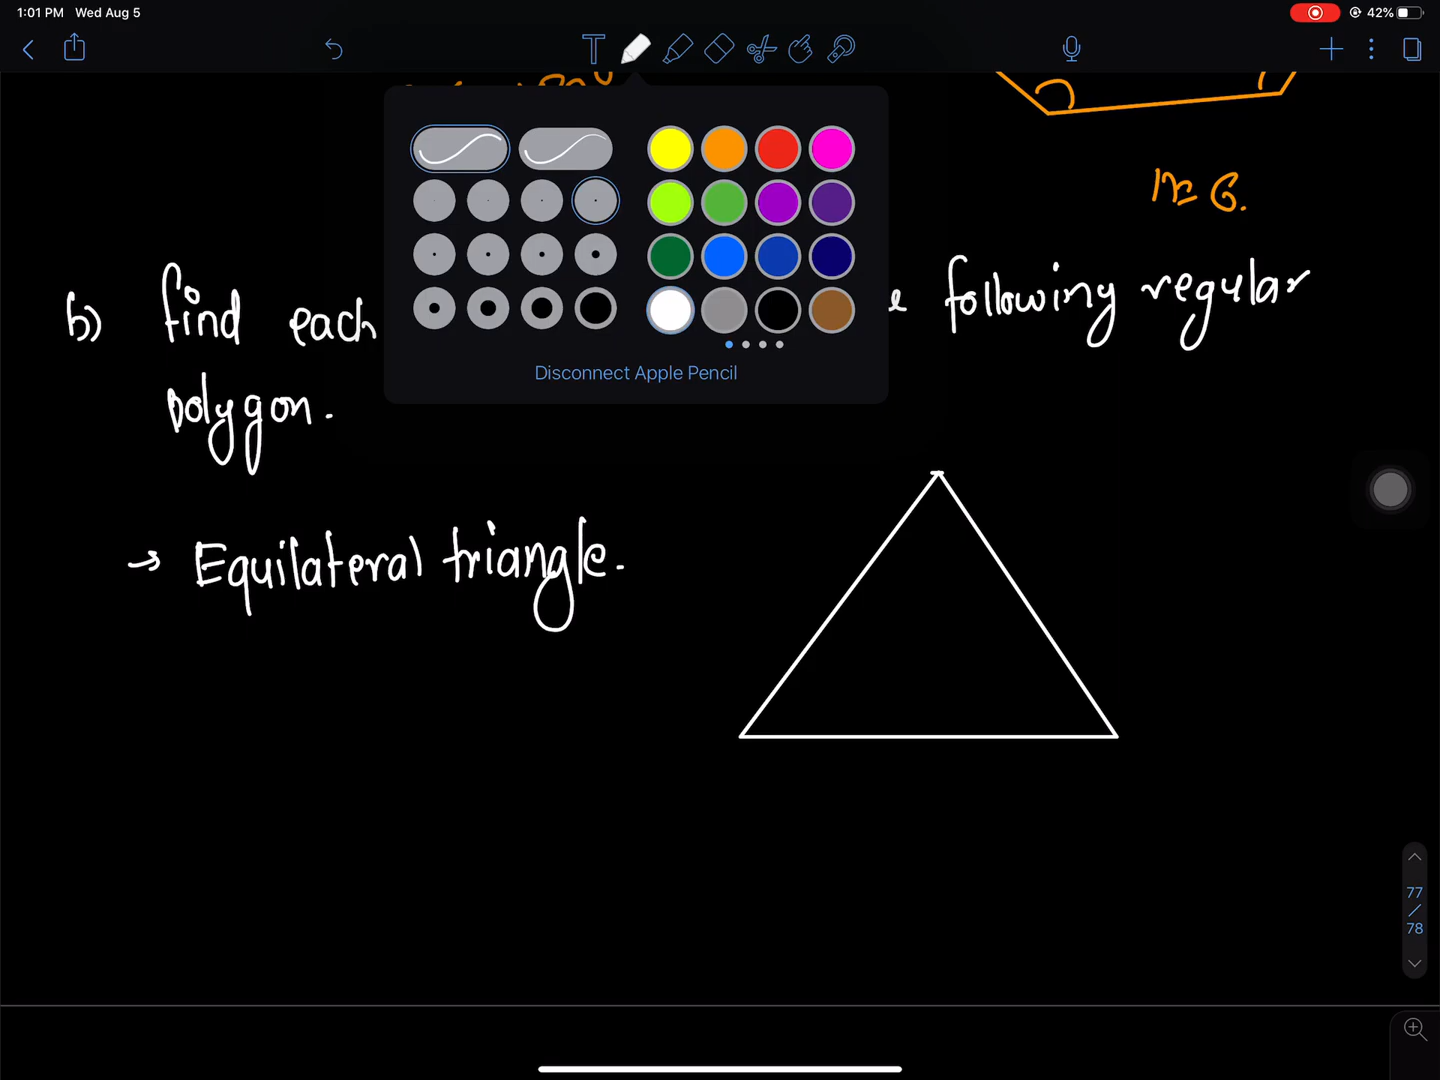 1:01 PM Wed Aug 5
42%
T
n= 6.
b) find each following regular
polygon.
Disconnect Apple Pencil
→ Equilateral triangle.
77
/
78